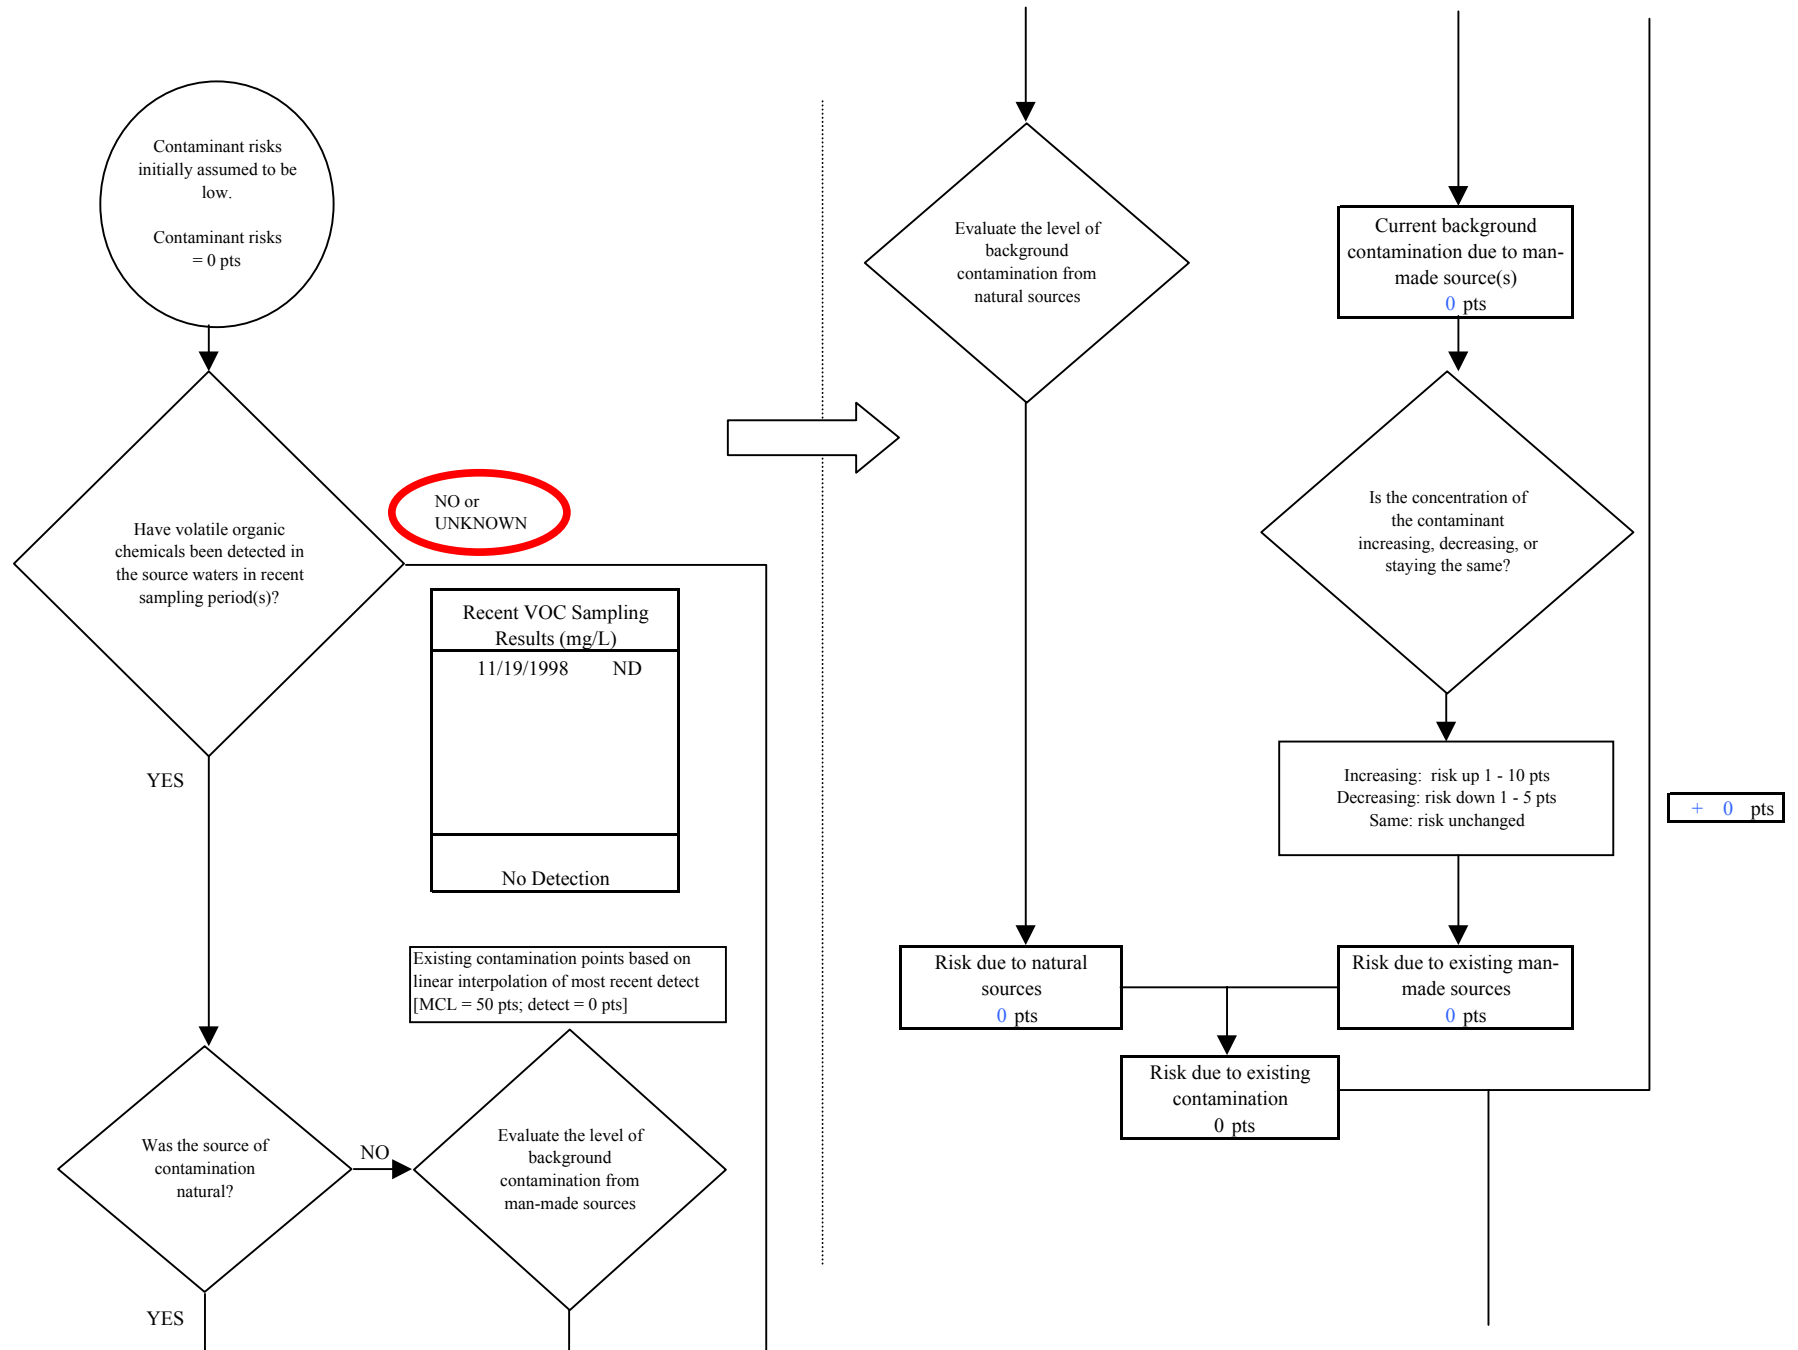 Contaminant risks
initially assumed to be
low.
Contaminant risks
= 0 pts
Have volatile organic
chemicals been detected in
the source waters in recent
sampling period(s)?
NO or
UNKNOWN
Recent VOC Sampling
Results (mg/L)
11/19/1998 ND
No Detection
YES
Existing contamination points based on
linear interpolation of most recent detect
[MCL = 50 pts; detect = 0 pts]
Was the source of
contamination
natural?
NO
Evaluate the level of
background
contamination from
man-made sources
YES
Evaluate the level of
background
contamination from
natural sources
Current background
contamination due to man-
made source(s)
0 pts
Is the concentration of
the contaminant
increasing, decreasing, or
staying the same?
Increasing: risk up 1 - 10 pts
Decreasing: risk down 1 - 5 pts
Same: risk unchanged
+ 0 pts
Risk due to natural
sources
0 pts
Risk due to existing man-
made sources
0 pts
Risk due to existing
contamination
0 pts